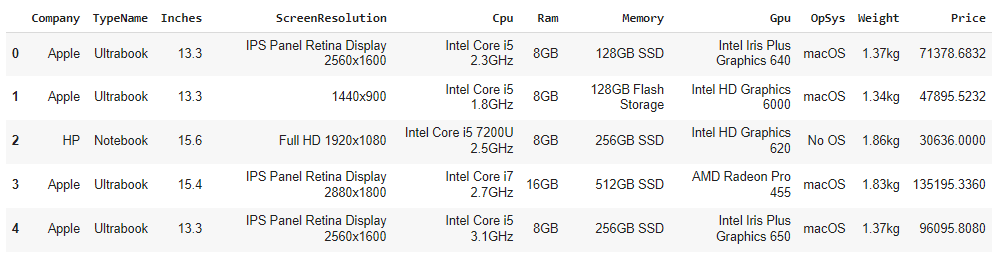 Company TypeName Inches ScreenResolution Cpu Ram Memory Gpu OpSys Weight Price
0 Apple Ultrabook 13.3 IPS Panel Retina Display 2560x1600 Intel Core i5 2.3GHz 8GB 128GB SSD Intel Iris Plus Graphics 640 macOS 1.37kg 71378.6832
1 Apple Ultrabook 13.3 1440x900 Intel Core i5 1.8GHz 8GB 128GB Flash Storage Intel HD Graphics 6000 macOS 1.34kg 47895.5232
2 HP Notebook 15.6 Full HD 1920x1080 Intel Core i5 7200U 2.5GHz 8GB 256GB SSD Intel HD Graphics 620 No OS 1.86kg 30636.0000
3 Apple Ultrabook 15.4 IPS Panel Retina Display 2880x1800 Intel Core i7 2.7GHz 16GB 512GB SSD AMD Radeon Pro 455 macOS 1.83kg 135195.3360
4 Apple Ultrabook 13.3 IPS Panel Retina Display 2560x1600 Intel Core i5 3.1GHz 8GB 256GB SSD Intel Iris Plus Graphics 650 macOS 1.37kg 96095.8080